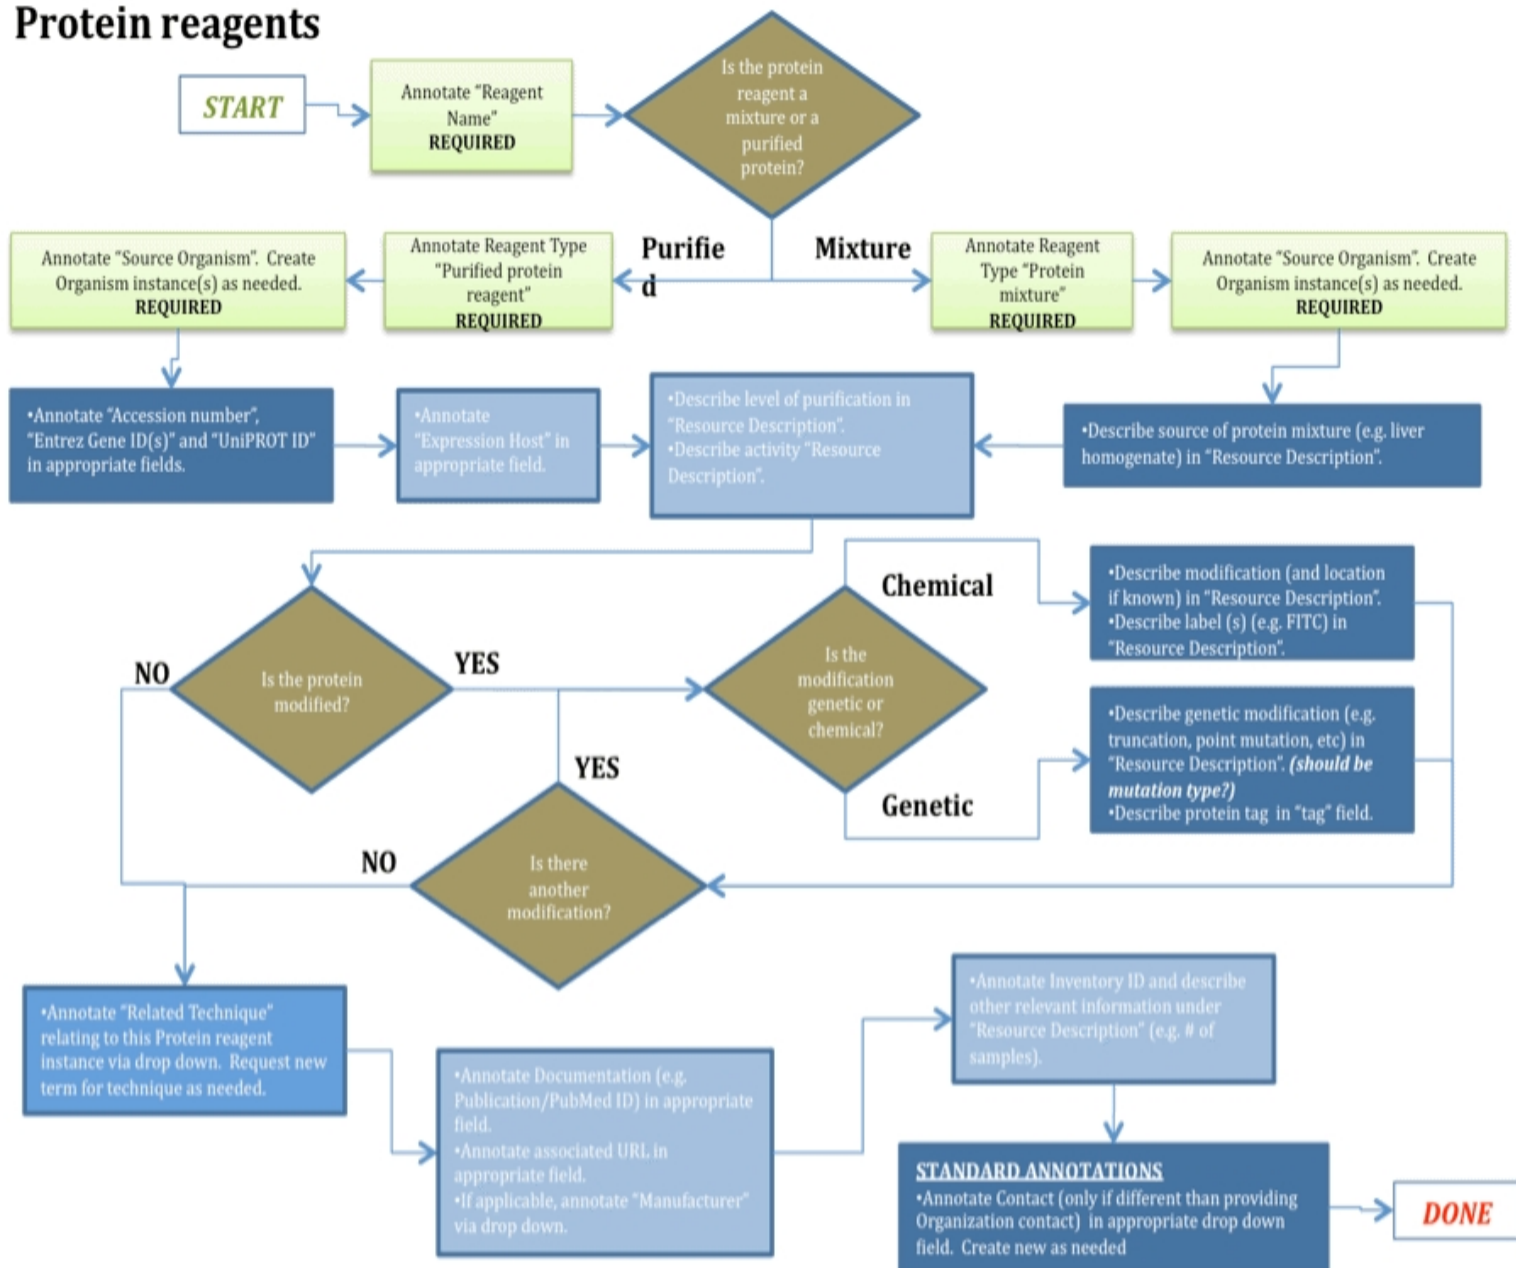 Protein reagents
START
Annotate “Reagent
Name”
REQUIRED
Is the protein
reagent a
mixture or a
purified
protein?
Annotate “Source Organism”. Create
Organism instance(s) as needed.
REQUIRED
Annotate Reagent Type
“Purified protein
reagent”
REQUIRED
Purifie
d
Mixture
Annotate Reagent
Type “Protein
mixture”
REQUIRED
Annotate “Source Organism”. Create
Organism instance(s) as needed.
REQUIRED
•Annotate “Accession number”,
“Entrez Gene ID(s)” and “UniPROT ID”
in appropriate fields.
•Annotate
“Expression Host” in
appropriate field.
•Describe level of purification in
“Resource Description”.
•Describe activity “Resource
Description”.
•Describe source of protein mixture (e.g. liver
homogenate) in “Resource Description”.
NO
Is the protein
modified?
YES
Is the
modification
genetic or
chemical?
Chemical
•Describe modification (and location
if known) in “Resource Description”.
•Describe label (s) (e.g. FITC) in
“Resource Description”.
Genetic
•Describe genetic modification (e.g.
truncation, point mutation, etc) in
“Resource Description”. (should be
mutation type?)
•Describe protein tag in “tag” field.
YES
NO
Is there
another
modification?
•Annotate “Related Technique”
relating to this Protein reagent
instance via drop down. Request new
term for technique as needed.
•Annotate Documentation (e.g.
Publication/PubMed ID) in appropriate
field.
•Annotate associated URL in
appropriate field.
•If applicable, annotate “Manufacturer”
via drop down.
•Annotate Inventory ID and describe
other relevant information under
“Resource Description” (e.g. # of
samples).
STANDARD ANNOTATIONS
•Annotate Contact (only if different than providing
Organization contact) in appropriate drop down
field. Create new as needed
DONE